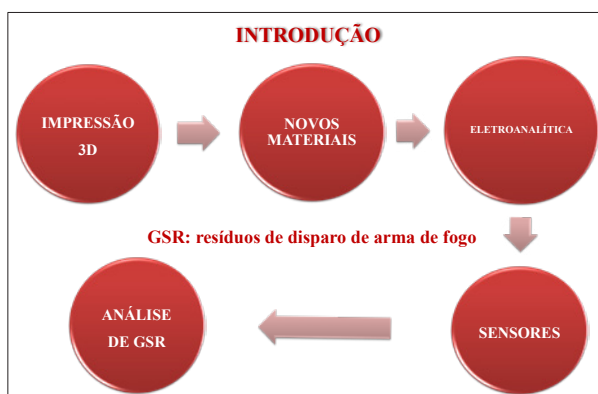 INTRODUÇÃO
IMPRESSÃO
3D
NOVOS
MATERIAIS
ELETROANALÍTICA
GSR: resíduos de disparo de arma de fogo
SENSORES
ANÁLISE
DE GSR